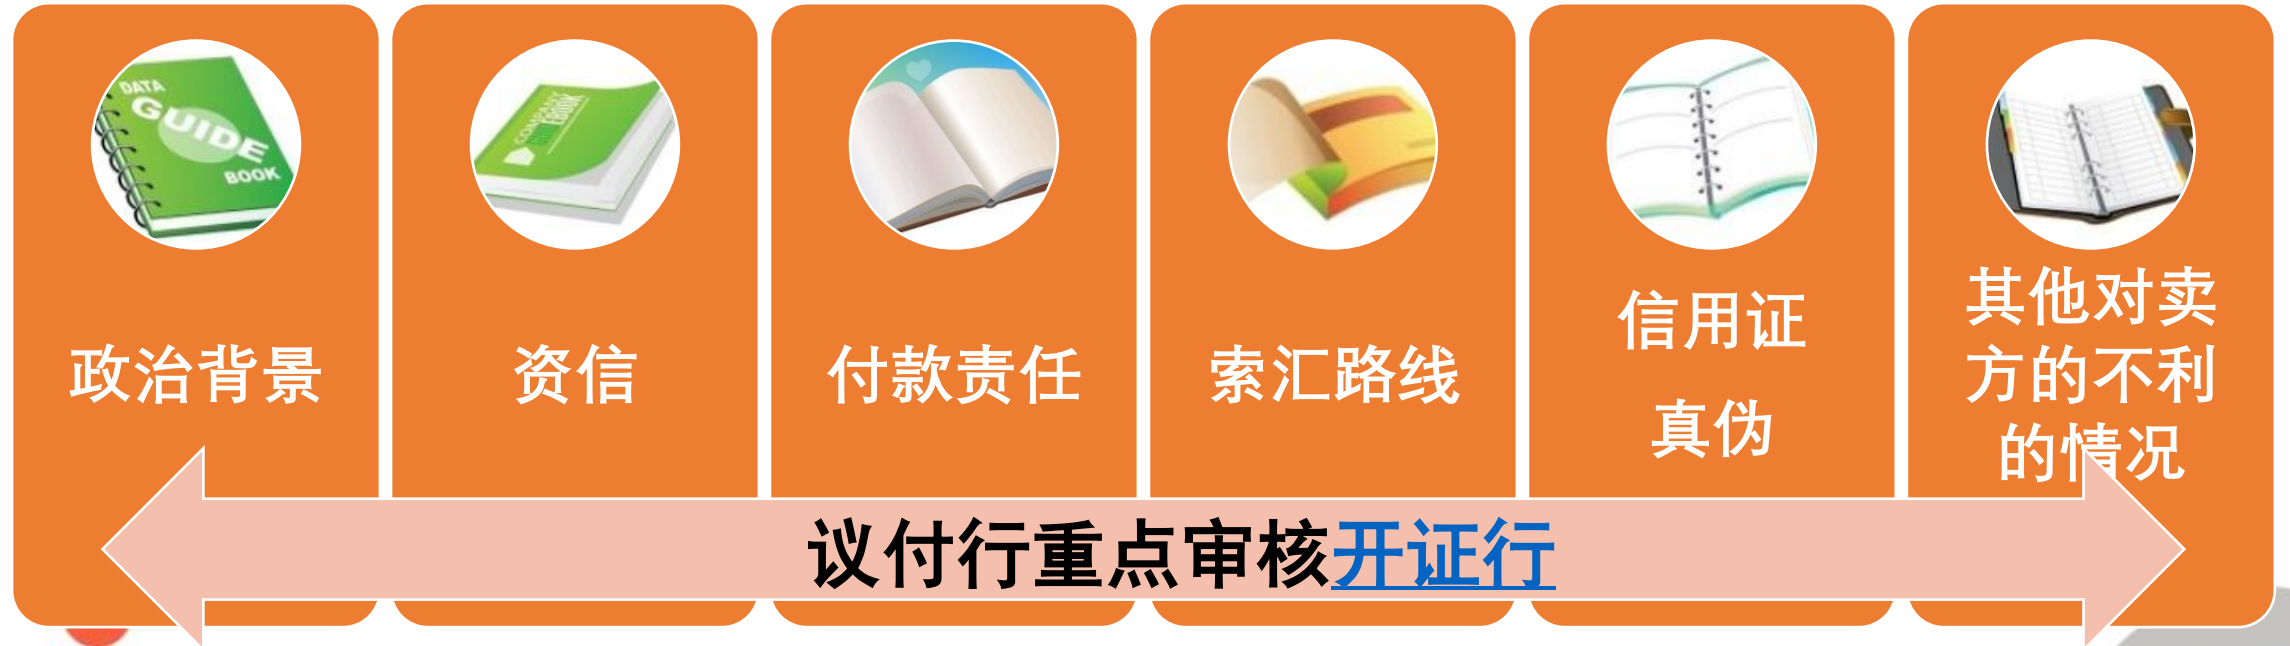 DATA
GUIDE
BOOK
COMPANY
政治背景
资信
付款责任
索汇路线
信用证
真伪
其他对卖
方的不利
的情况
议付行重点审核开证行